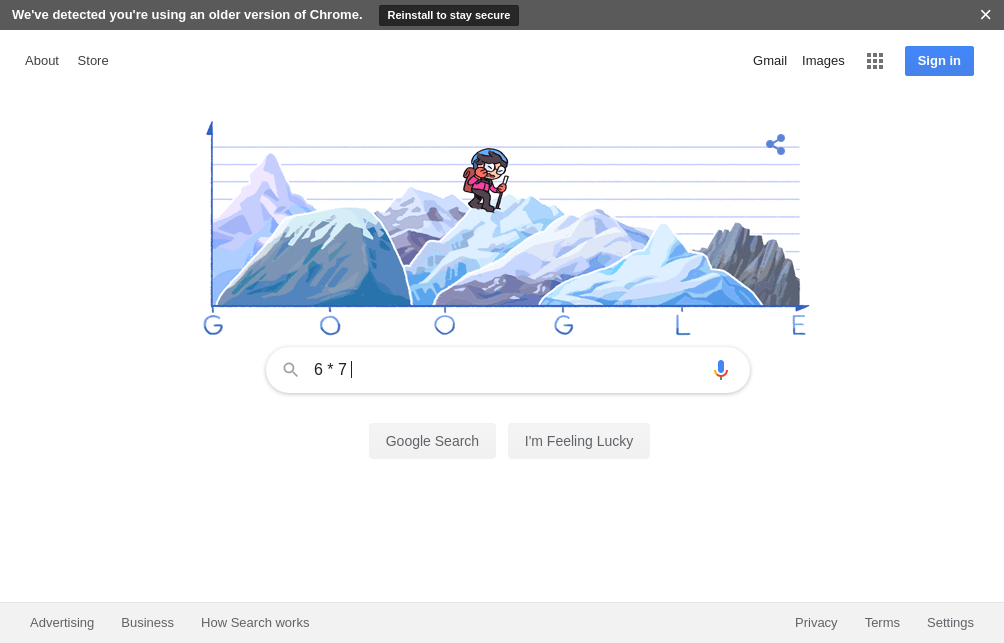 We've detected you're using an older version of Chrome. Reinstall to stay secure
About Store Gmail Images Sign in
G O O G L E
6 * 7
Google Search I'm Feeling Lucky
Advertising Business How Search works Privacy Terms Settings